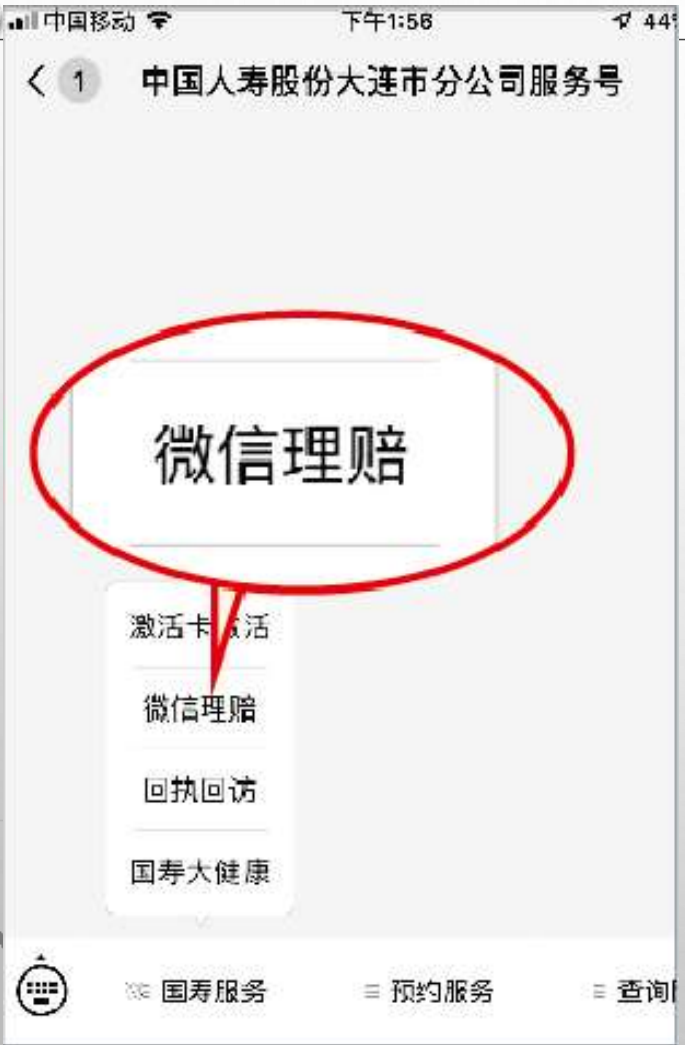 中国移动 下午1:56 44
1 中国人寿股份大连市分公司服务号
微信理赔
激活卡 活
微信理赔
回执回访
国寿大健康
国寿服务 预约服务 查询